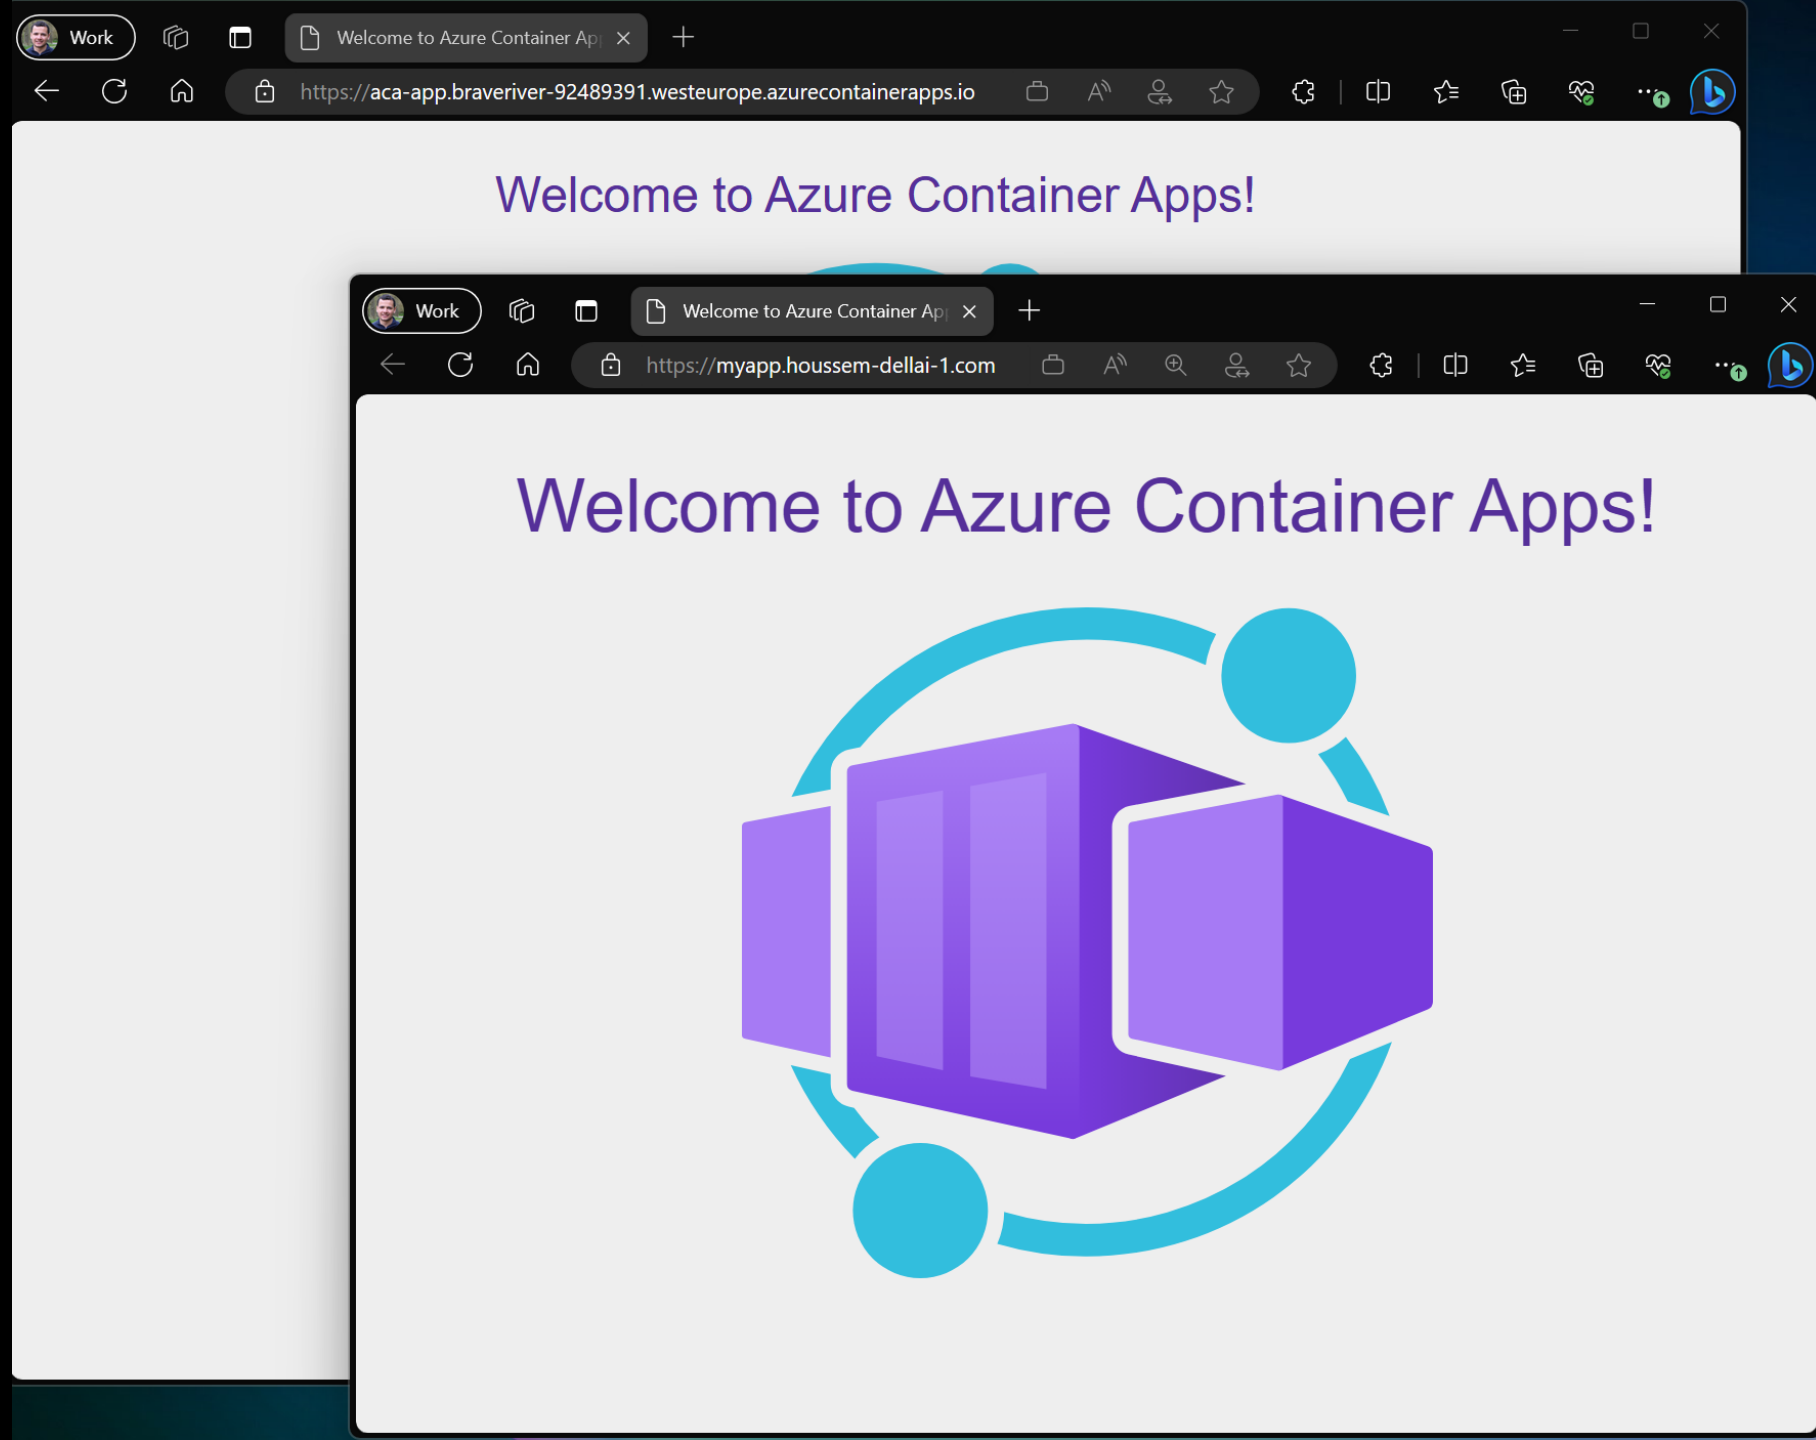 Work
Welcome to Azure Container Ap
https://aca-app.braveriver-92489391.westeurope.azurecontainerapps.io
Welcome to Azure Container Apps!
Work
Welcome to Azure Container Ap
https://myapp.houssem-dellai-1.com
Welcome to Azure Container Apps!